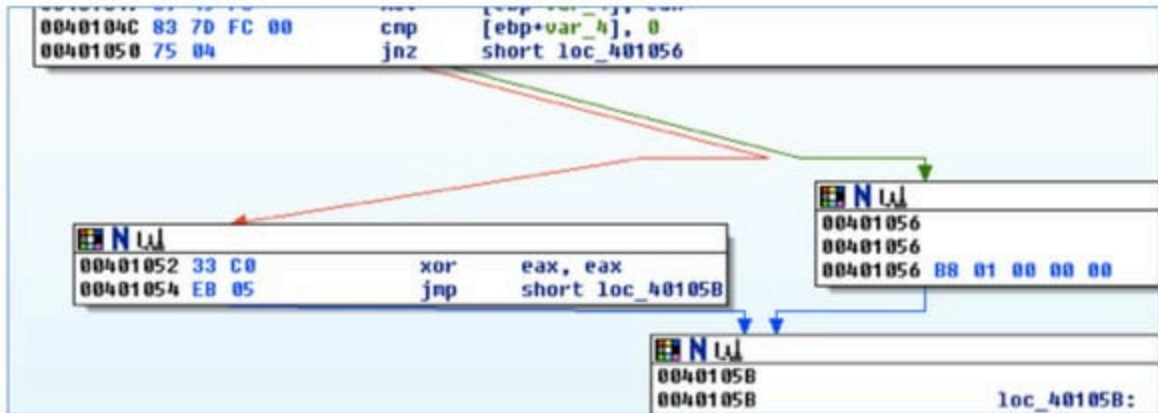 0040104C 83 7D FC 00 cmp [ebp+var_4], 0
00401050 75 04 jnz short loc_401056
00401056
00401056
00401056 B8 01 00 00 00
00401052 33 C0 xor eax, eax
00401054 EB 05 jmp short loc_40105B
0040105B
0040105B loc_40105B: